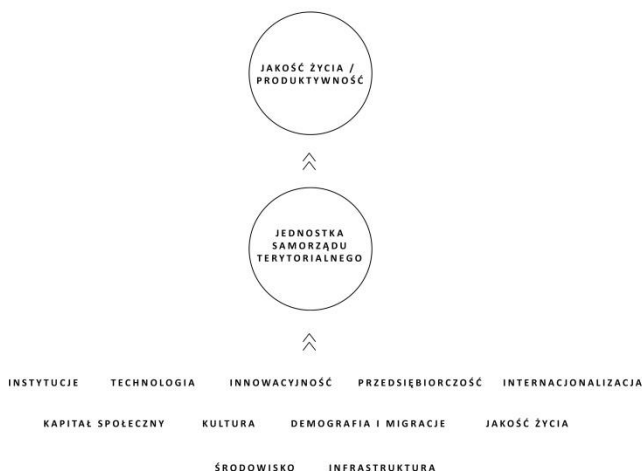 JAKOŚĆ ŻYCIA /
PRODUKTYWNOŚĆ
JEDNOSTKA
SAMORZĄDU
TERYTORIALNEGO
INSTYTUCJE TECHNOLOGIA INNOWACYJNOŚĆ PRZEDSIĘBIORCZOŚĆ INTERNACJONALIZACJA
KAPITAŁ SPOŁECZNY KULTURA DEMOGRAFIA I MIGRACJE JAKOŚĆ ŻYCIA
ŚRODOWISKO INFRASTRUKTURA